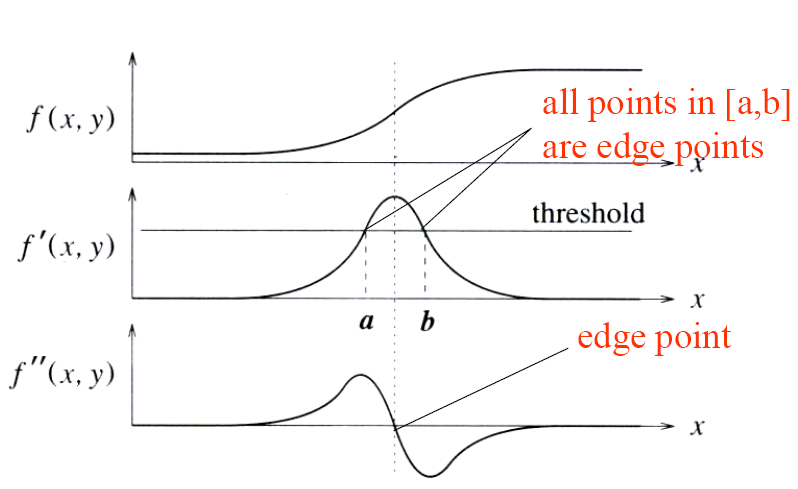 f(x, y)
all points in [a,b]
are edge points
x
f′(x, y)
threshold
x
a
b
f″(x, y)
edge point
x